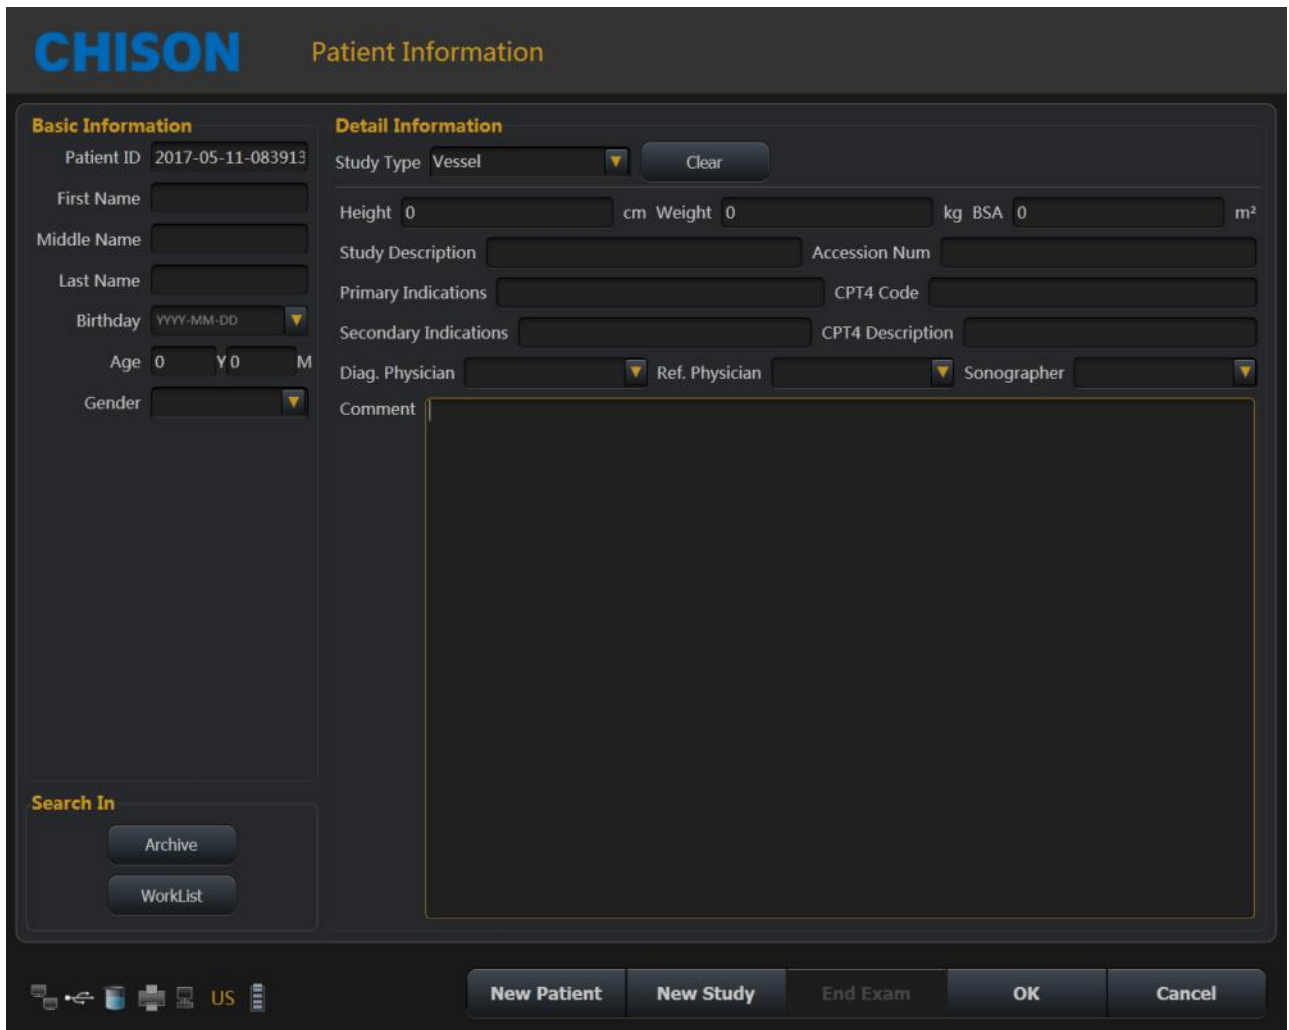 CHISON
Patient Information
Basic Information
Patient ID 2017-05-11-083913
First Name
Middle Name
Last Name
Birthday YYYY-MM-DD
Age 0 Y 0 M
Gender
Search In
Archive
WorkList
Detail Information
Study Type Vessel Clear
Height 0 cm Weight 0 kg BSA 0 m²
Study Description Accession Num
Primary Indications CPT4 Code
Secondary Indications CPT4 Description
Diag. Physician Ref. Physician Sonographer
Comment
US New Patient New Study End Exam OK Cancel